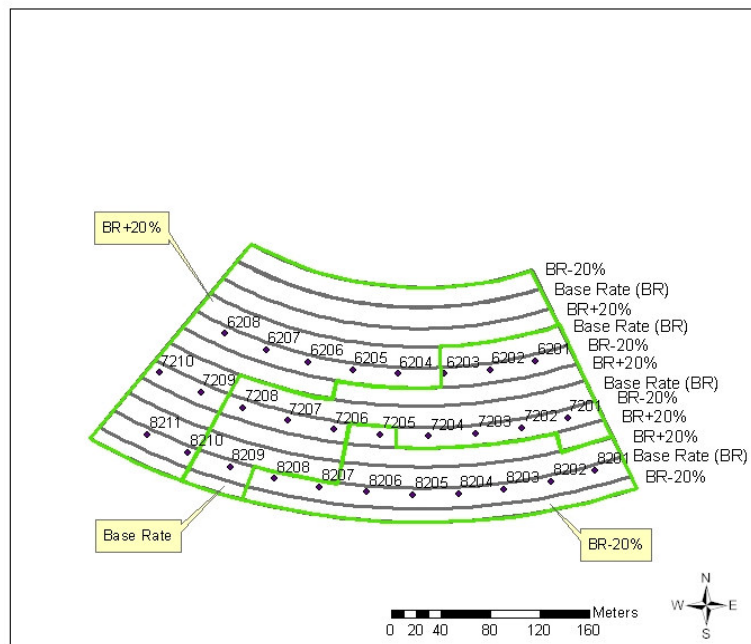 BR+20%
BR-20%
Base Rate (BR)
BR+20%
Base Rate (BR)
BR-20%
BR+20%
Base Rate (BR)
BR-20%
BR+20%
BR+20%
Base Rate (BR)
BR-20%
6208
6207
6206
6205
6204
6203
6202
6201
7210
7209
7208
7207
7206
7205
7204
7203
7202
7201
8211
8210
8209
8208
8207
8206
8205
8204
8203
8202
8201
Base Rate
BR-20%
Meters
0 20 40 80 120 160
N
W E
S